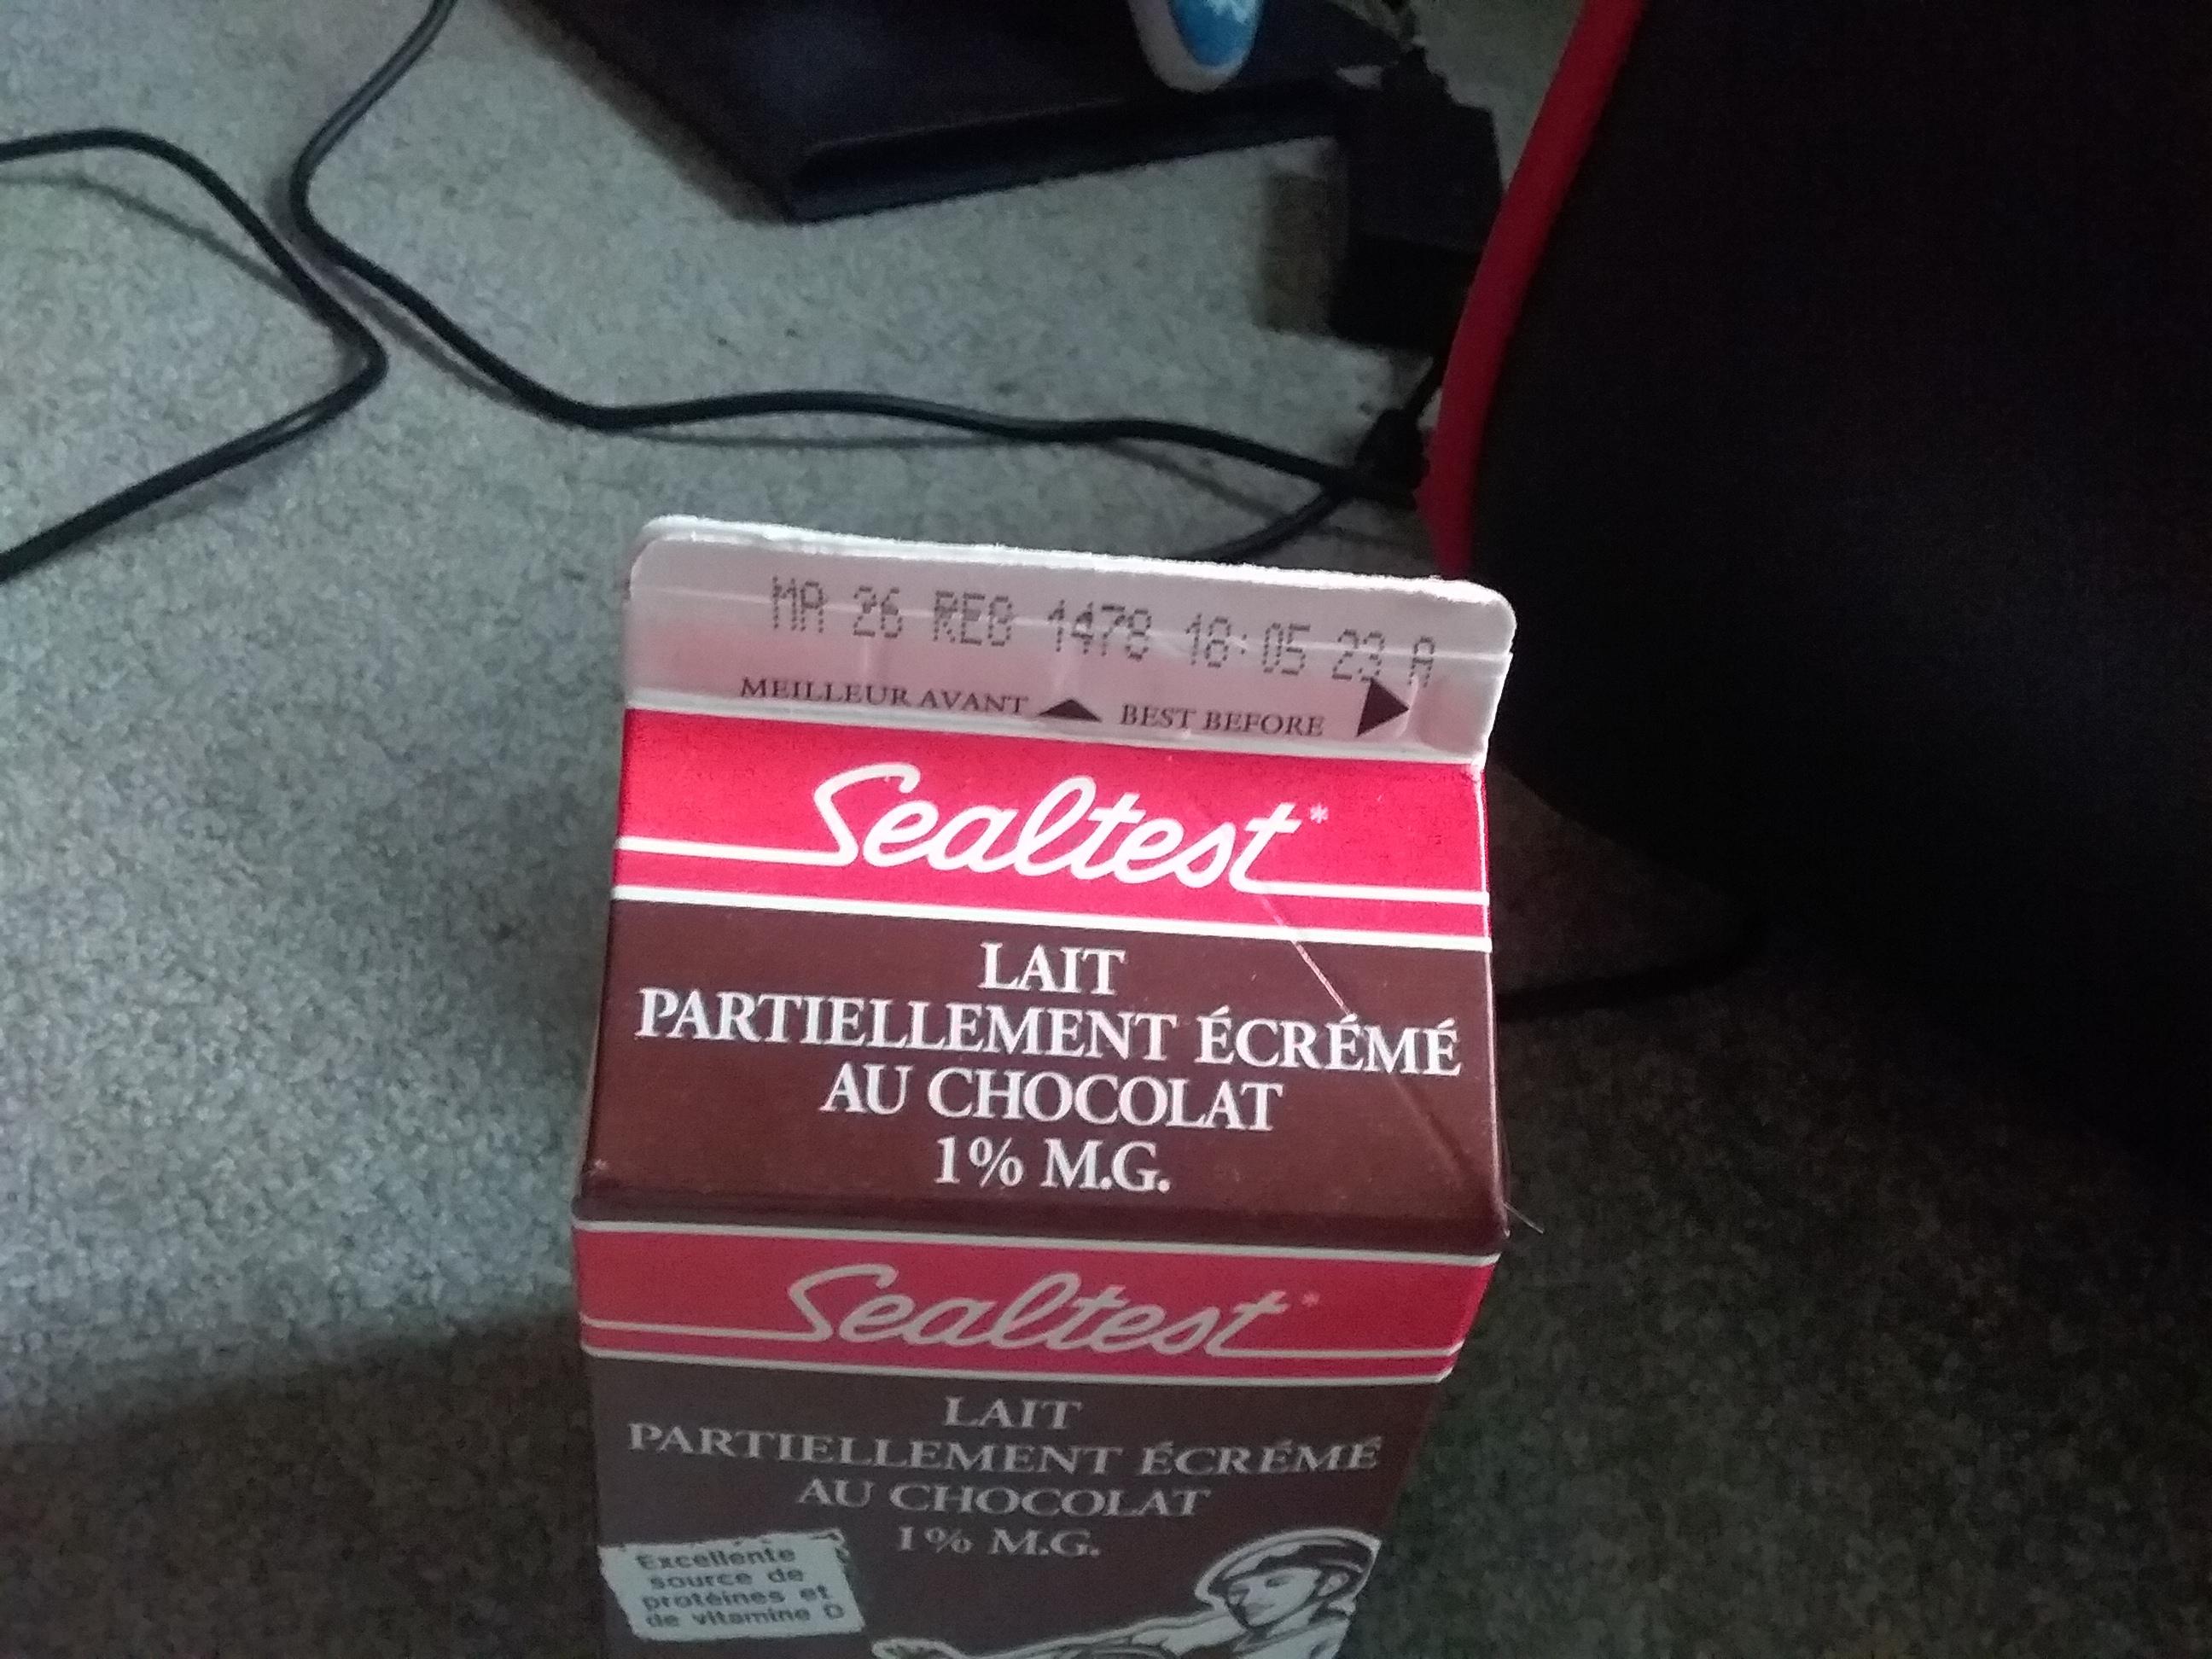 MA 26 RE8 1478 18:05 23 A
MEILLEUR AVANT BEST BEFORE
Sealtest*
LAIT
PARTIELLEMENT ÉCRÉMÉ
AU CHOCOLAT
1% M.G.
Sealtest*
LAIT
PARTIELLEMENT ÉCRÉMÉ
AU CHOCOLAT
1% M.G.
Excellente
source de
protéines et
de vitamine D